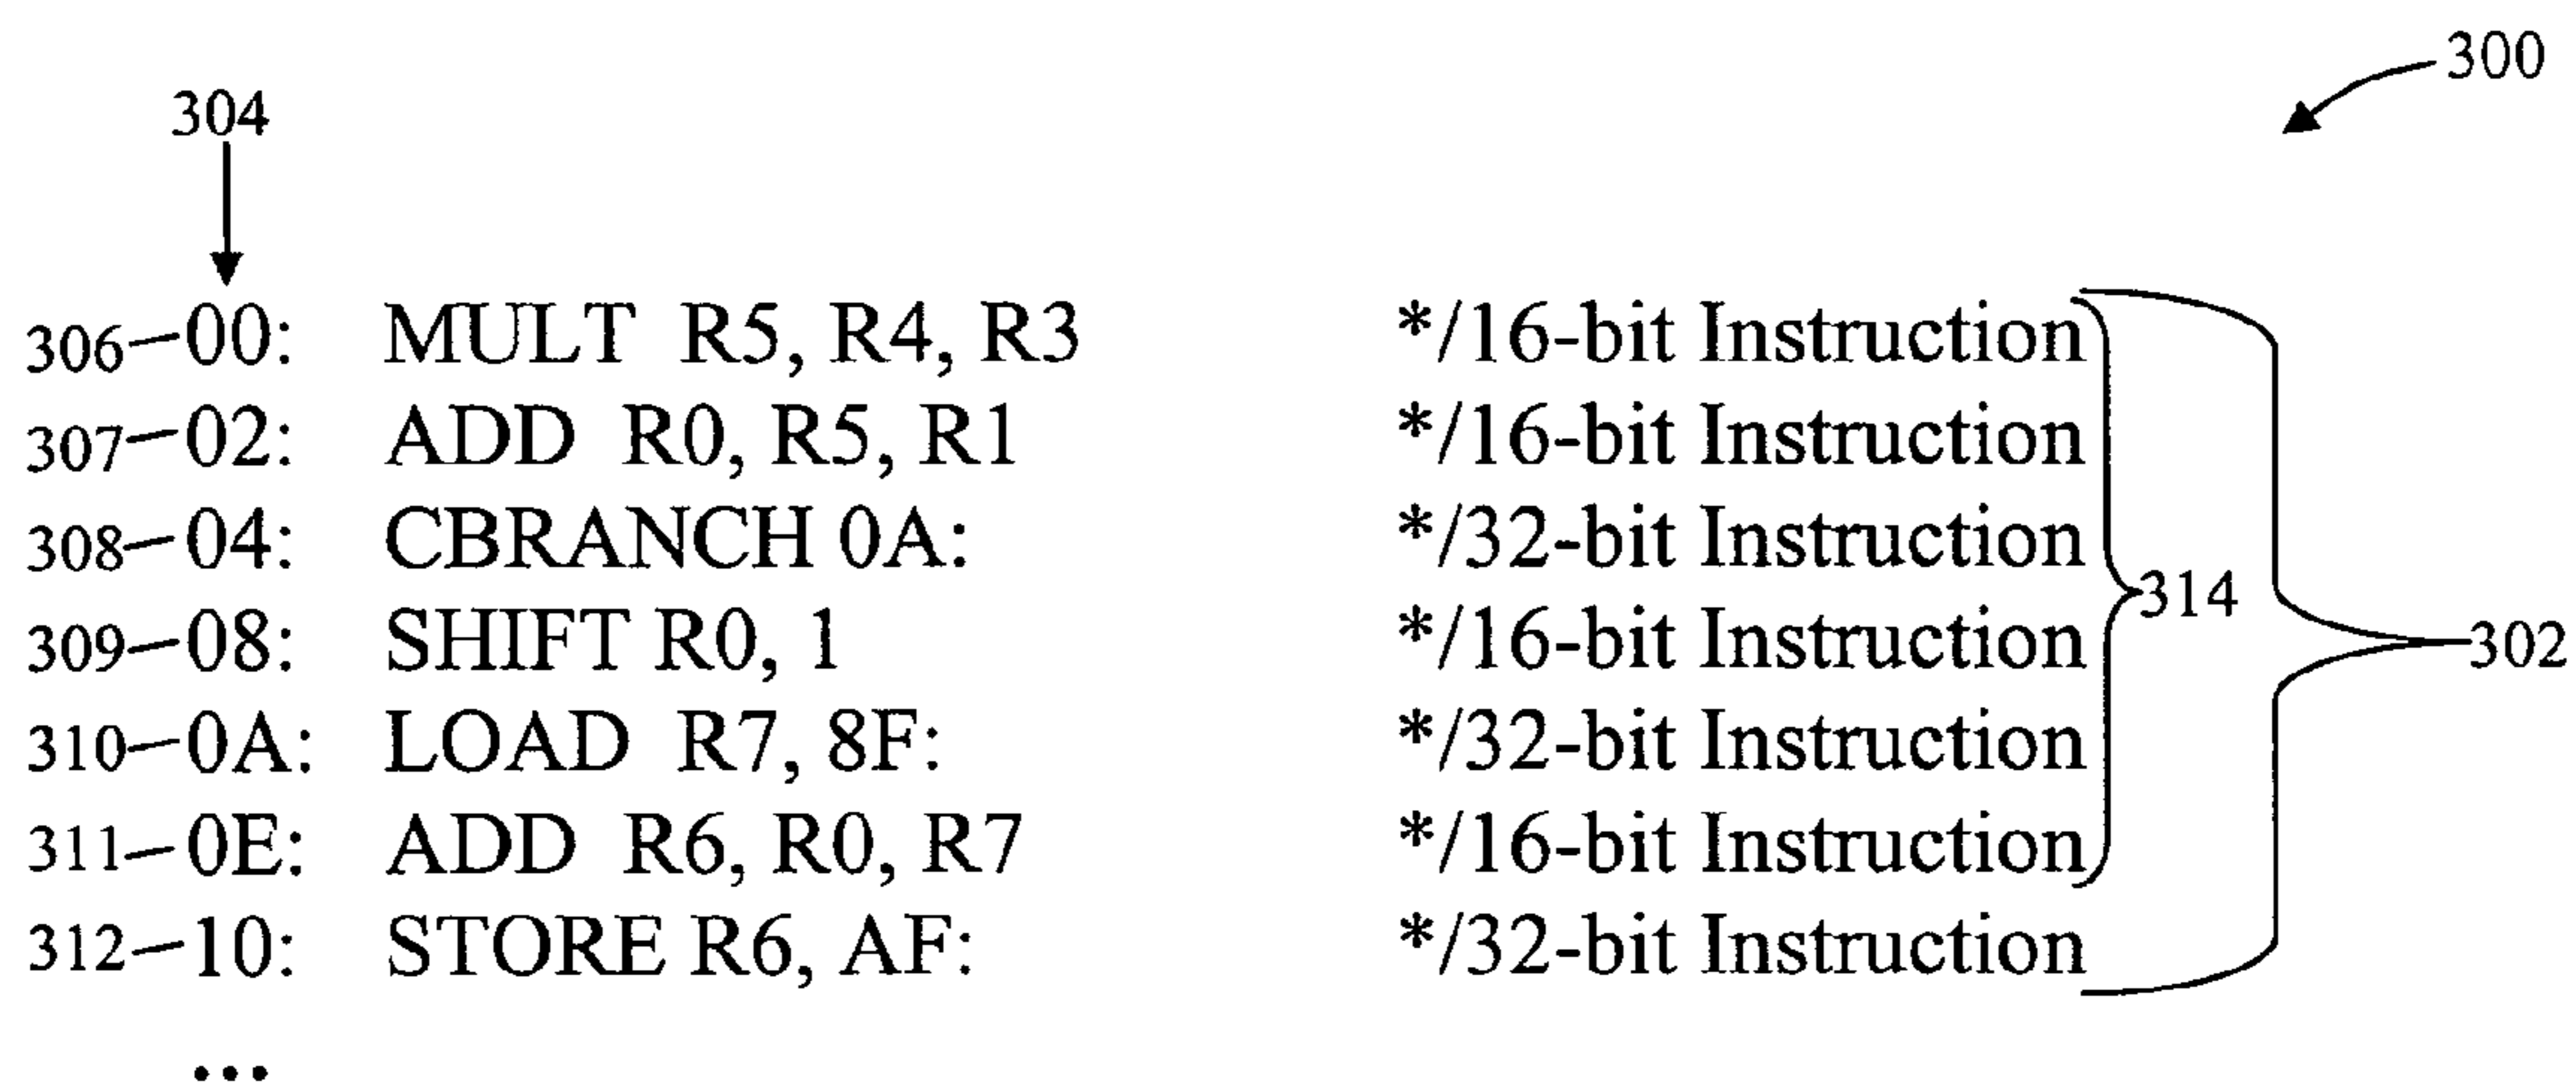 300
304
306 00: MULT R5, R4, R3 */16-bit Instruction
307 02: ADD R0, R5, R1 */16-bit Instruction
308 04: CBRANCH 0A: */32-bit Instruction
314
309 08: SHIFT R0, 1 */16-bit Instruction
302
310 0A: LOAD R7, 8F: */32-bit Instruction
311 0E: ADD R6, R0, R7 */16-bit Instruction
312 10: STORE R6, AF: */32-bit Instruction
...